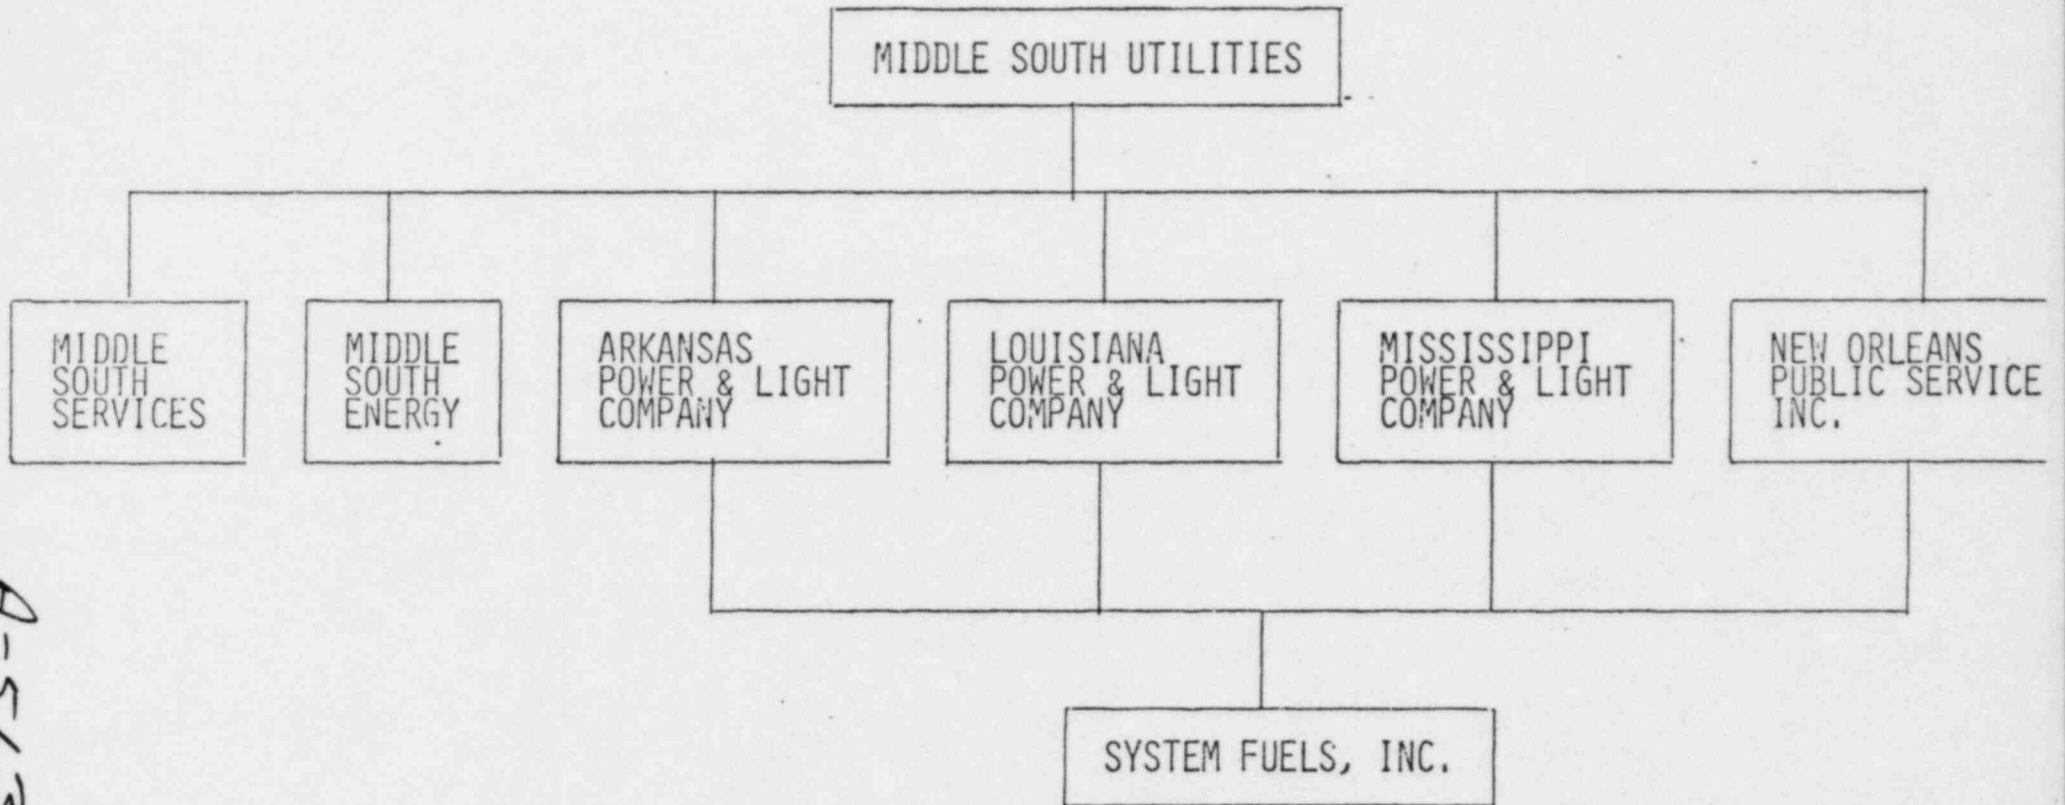 MIDDLE SOUTH UTILITIES
MIDDLE
SOUTH
SERVICES
MIDDLE
SOUTH
ENERGY
ARKANSAS
POWER & LIGHT
COMPANY
LOUISIANA
POWER & LIGHT
COMPANY
MISSISSIPPI
POWER & LIGHT
COMPANY
NEW ORLEANS
PUBLIC SERVICE
INC.
SYSTEM FUELS, INC.